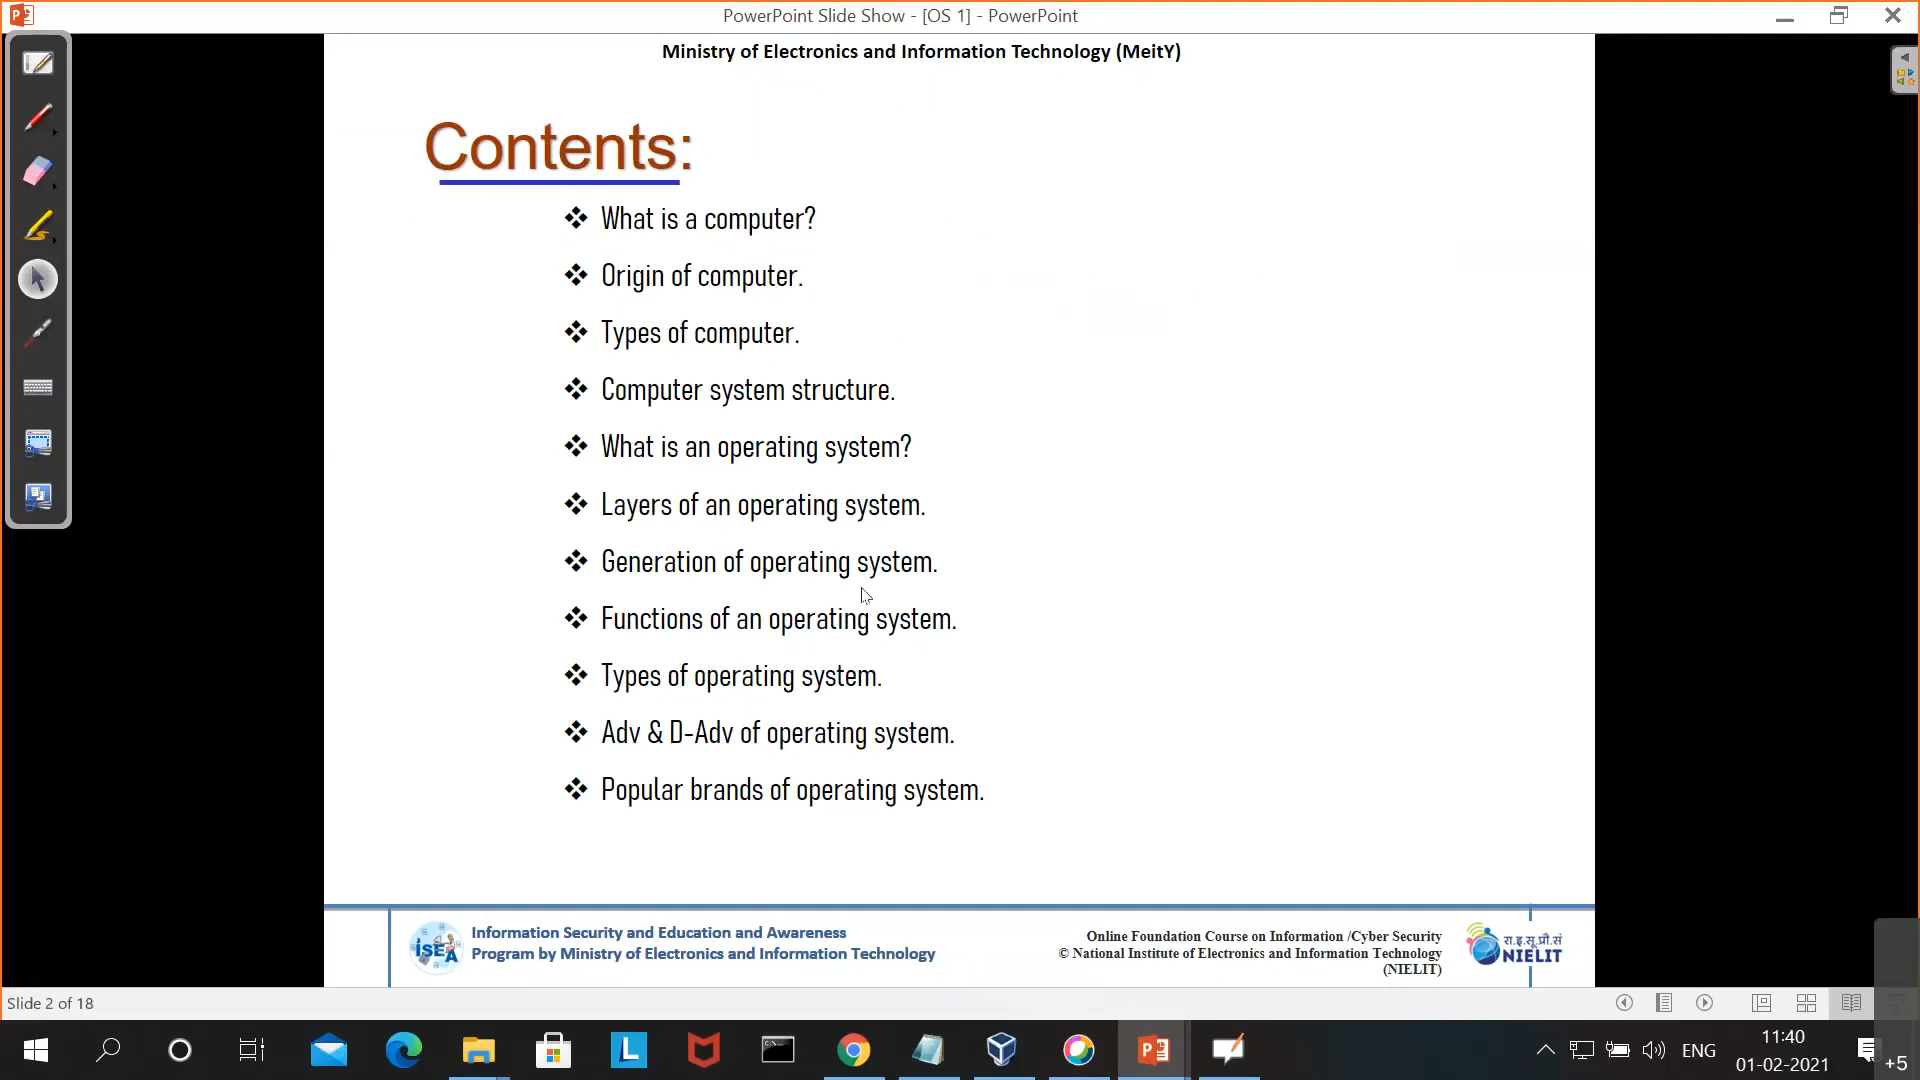 PowerPoint Slide Show - [OS 1] - PowerPoint
Ministry of Electronics and Information Technology (MeitY)
Contents:
❖ What is a computer?
❖ Origin of computer.
❖ Types of computer.
❖ Computer system structure.
❖ What is an operating system?
❖ Layers of an operating system.
❖ Generation of operating system.
❖ Functions of an operating system.
❖ Types of operating system.
❖ Adv & D-Adv of operating system.
❖ Popular brands of operating system.
ISEA
Information Security and Education and Awareness
Program by Ministry of Electronics and Information Technology
Online Foundation Course on Information /Cyber Security
© National Institute of Electronics and Information Technology
(NIELIT)
रा.इ.सू.प्रौ.सं
NIELIT
Slide 2 of 18
L
ENG
11:40
01-02-2021
+5